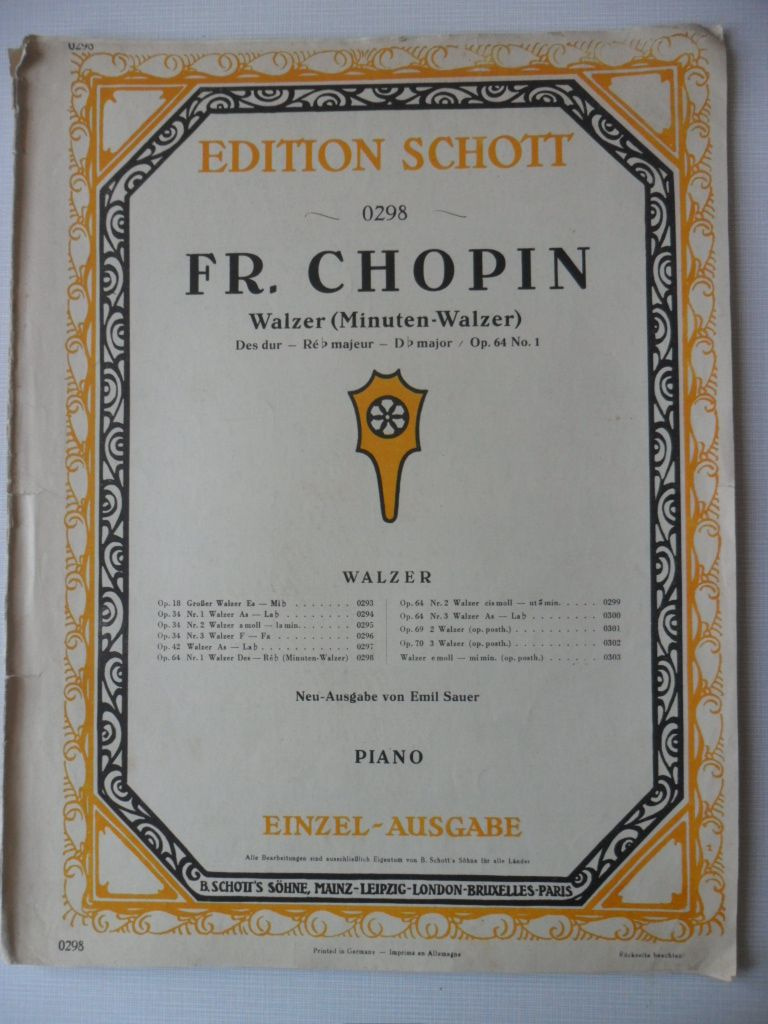 0298
EDITION SCHOTT
0298
FR. CHOPIN
Walzer (Minuten-Walzer)
Des dur – Ré♭ majeur – D♭ major / Op. 64 No. 1
WALZER
Op. 18 Großer Walzer Es — Mi♭ . . . . . . . 0293
Op. 34 Nr. 1 Walzer As — La♭ . . . . . . . 0294
Op. 34 Nr. 2 Walzer a moll — la min. . . . . . 0295
Op. 34 Nr. 3 Walzer F — Fa . . . . . . . . 0296
Op. 42 Walzer As — La♭ . . . . . . . . . 0297
Op. 64 Nr. 1 Walzer Des — Ré♭ (Minuten-Walzer) 0298
Op. 64 Nr. 2 Walzer cis moll — ut♯ min. . . . . 0299
Op. 64 Nr. 3 Walzer As — La♭ . . . . . . . 0300
Op. 69 2 Walzer (op. posth.) . . . . . . . . . 0301
Op. 70 3 Walzer (op. posth.) . . . . . . . . . 0302
Walzer e moll — mi min. (op. posth.) . . . . 0303
Neu-Ausgabe von Emil Sauer
PIANO
EINZEL-AUSGABE
Alle Bearbeitungen sind ausschließlich Eigentum von B. Schott's Söhne für alle Länder
B. SCHOTT'S SÖHNE, MAINZ-LEIPZIG-LONDON-BRUXELLES-PARIS
0298
Printed in Germany — Imprimé en Allemagne
Rückseite beachten